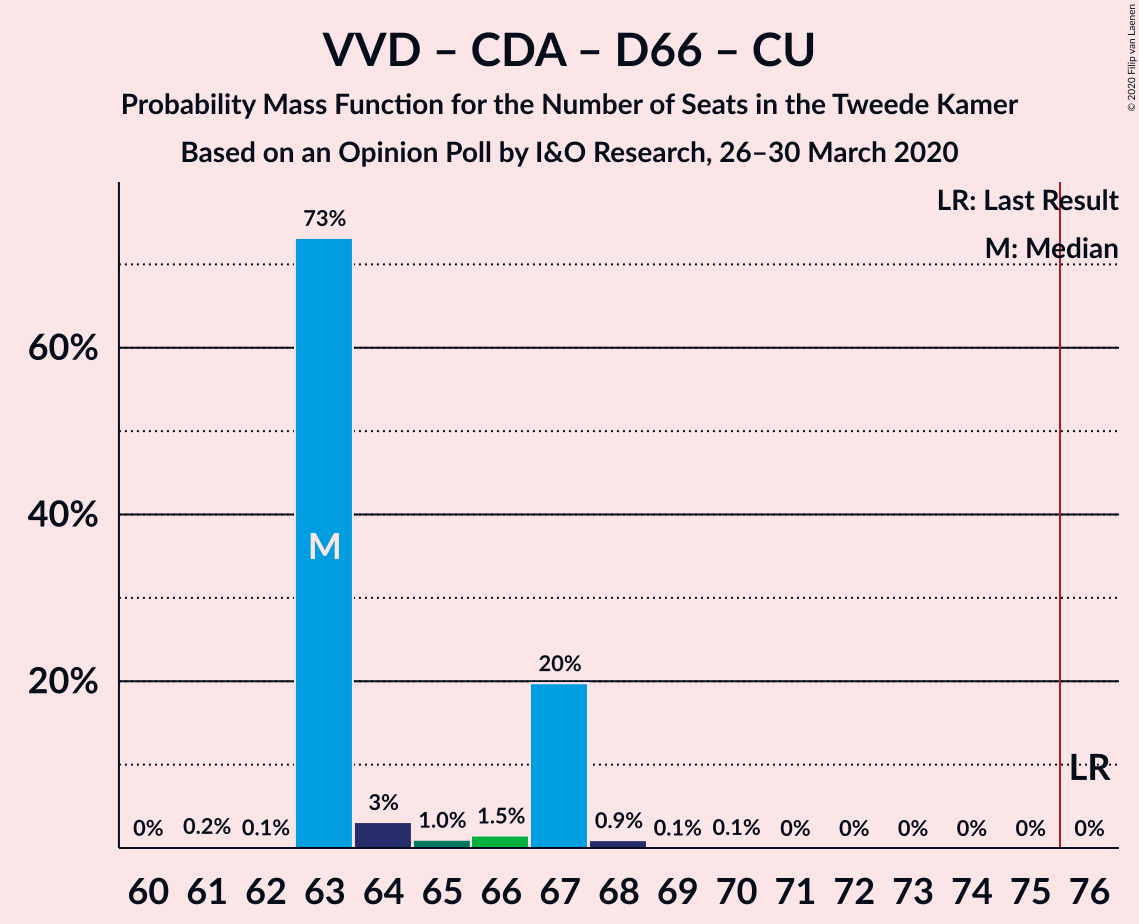 VVD – CDA – D66 – CU
Probability Mass Function for the Number of Seats in the Tweede Kamer
Based on an Opinion Poll by I&O Research, 26–30 March 2020
© 2020 Filip van Laenen
LR: Last Result
M: Median
73%
60%
40%
M
20%
20%
LR
0% 0.2% 0.1% 3% 1.0% 1.5% 0.9% 0.1% 0.1% 0% 0% 0% 0% 0% 0%
60 61 62 63 64 65 66 67 68 69 70 71 72 73 74 75 76